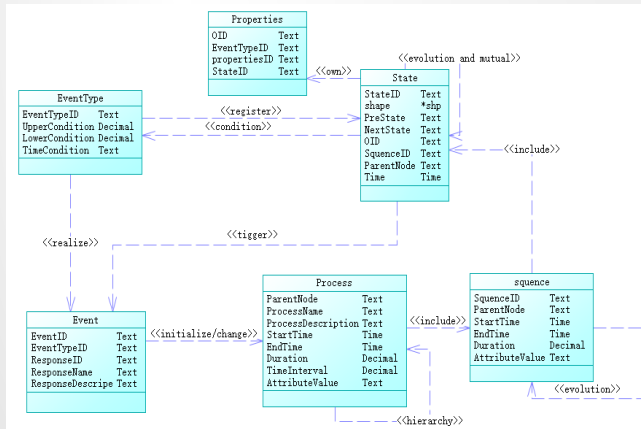 Properties
OID Text
EventTypeID Text
propertiesID Text
StateID Text
<<evolution and mutual>>
<<own>>
State
StateID Text
shape *shp
PreState Text
NextState Text
OID Text
SquenceID Text
ParentNode Text
Time Time
EventType
EventTypeID Text
UpperCondition Decimal
LowerCondition Decimal
TimeCondition Text
<<register>>
<<condition>>
<<include>>
<<realize>>
<<tigger>>
Event
EventID Text
EventTypeID Text
ResponseID Text
ResponseName Text
ResponseDescripe Text
<<initialize/change>>
Process
ParentNode Text
ProcessName Text
ProcessDescription Text
StartTime Time
EndTime Time
Duration Decimal
TimeInterval Decimal
AttributeValue Text
<<include>>
<<hierarchy>>
squence
SquenceID Text
ParentNode Text
StartTime Time
EndTime Time
Duration Decimal
AttributeValue Text
<<evolution>>